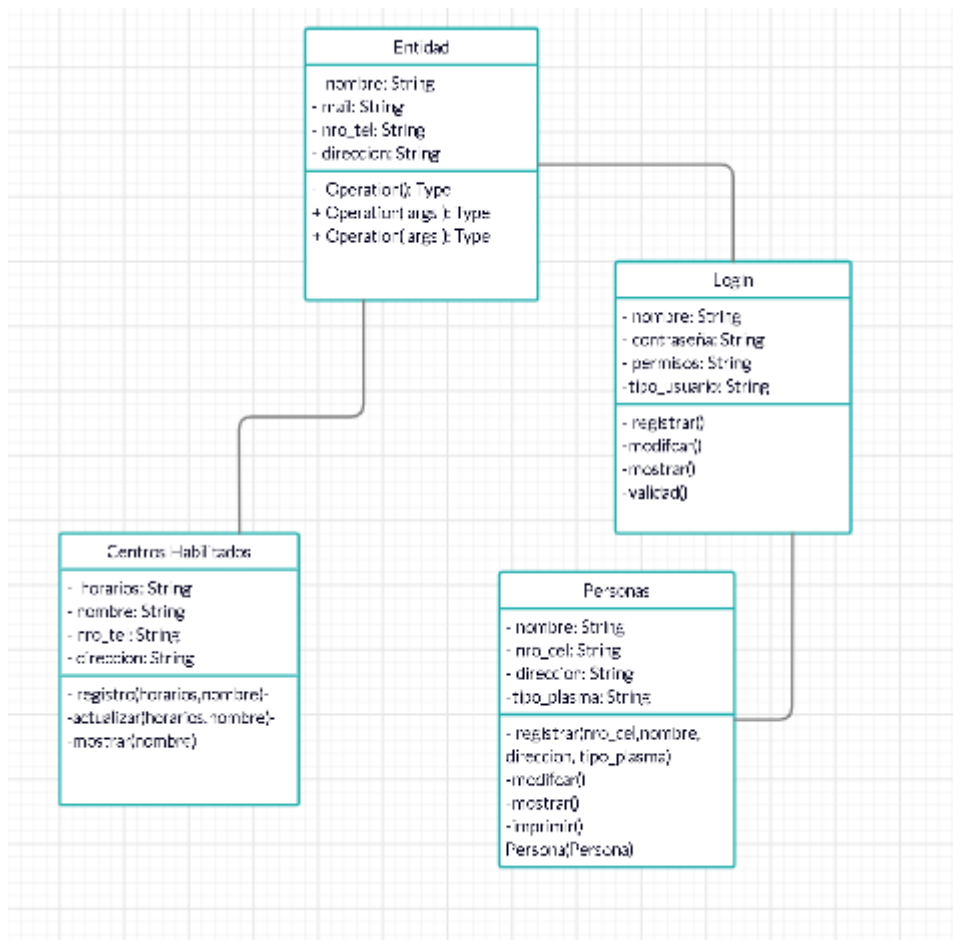 Entidad
nombre: String
- mail: String
- nro_tel: String
- direccion: String
- Operation(): Type
+ Operation( args ): Type
+ Operation( args ): Type
Login
- nombre: String
- contraseña: String
- permisos: String
-tipo_usuario: String
- registrar()
-modifcar()
-mostrar()
-validad()
Centros Habilitados
- horarios: String
- nombre: String
- nro_tel: String
- direccion: String
- registro(horarios,nombre)-
-actualizar(horarios,nombre)-
-mostrar(nombre)
Personas
- nombre: String
- nro_cel: String
- direccion: String
-tipo_plasma: String
- registrar(nro_cel,nombre,
direccion, tipo_plasma)
-modifcar()
-mostrar()
-imprimir()
Persona(Persona)